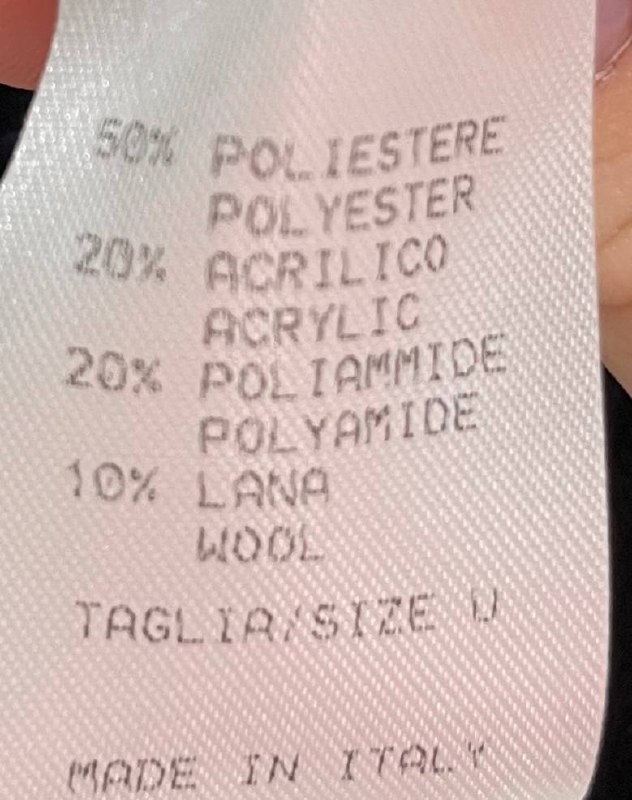 50% POLIESTERE
POLYESTER
20% ACRILICO
ACRYLIC
20% POLIAMMIDE
POLYAMIDE
10% LANA
WOOL
TAGLIA/SIZE U
MADE IN ITALY